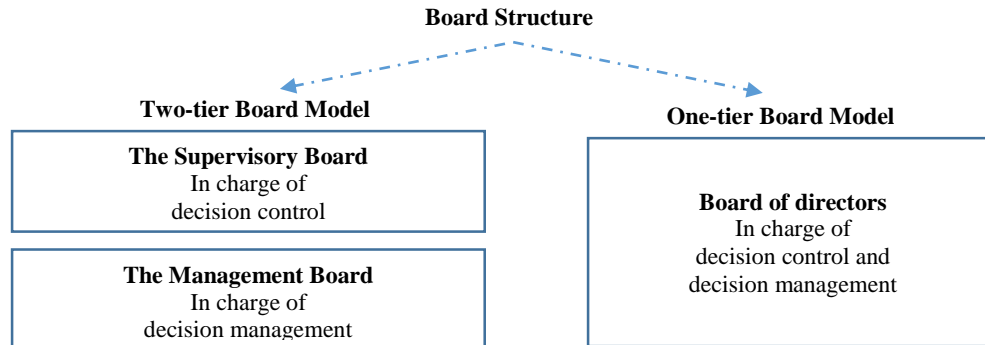 Board Structure
Two-tier Board Model
The Supervisory Board
In charge of
decision control
The Management Board
In charge of
decision management
One-tier Board Model
Board of directors
In charge of
decision control and
decision management